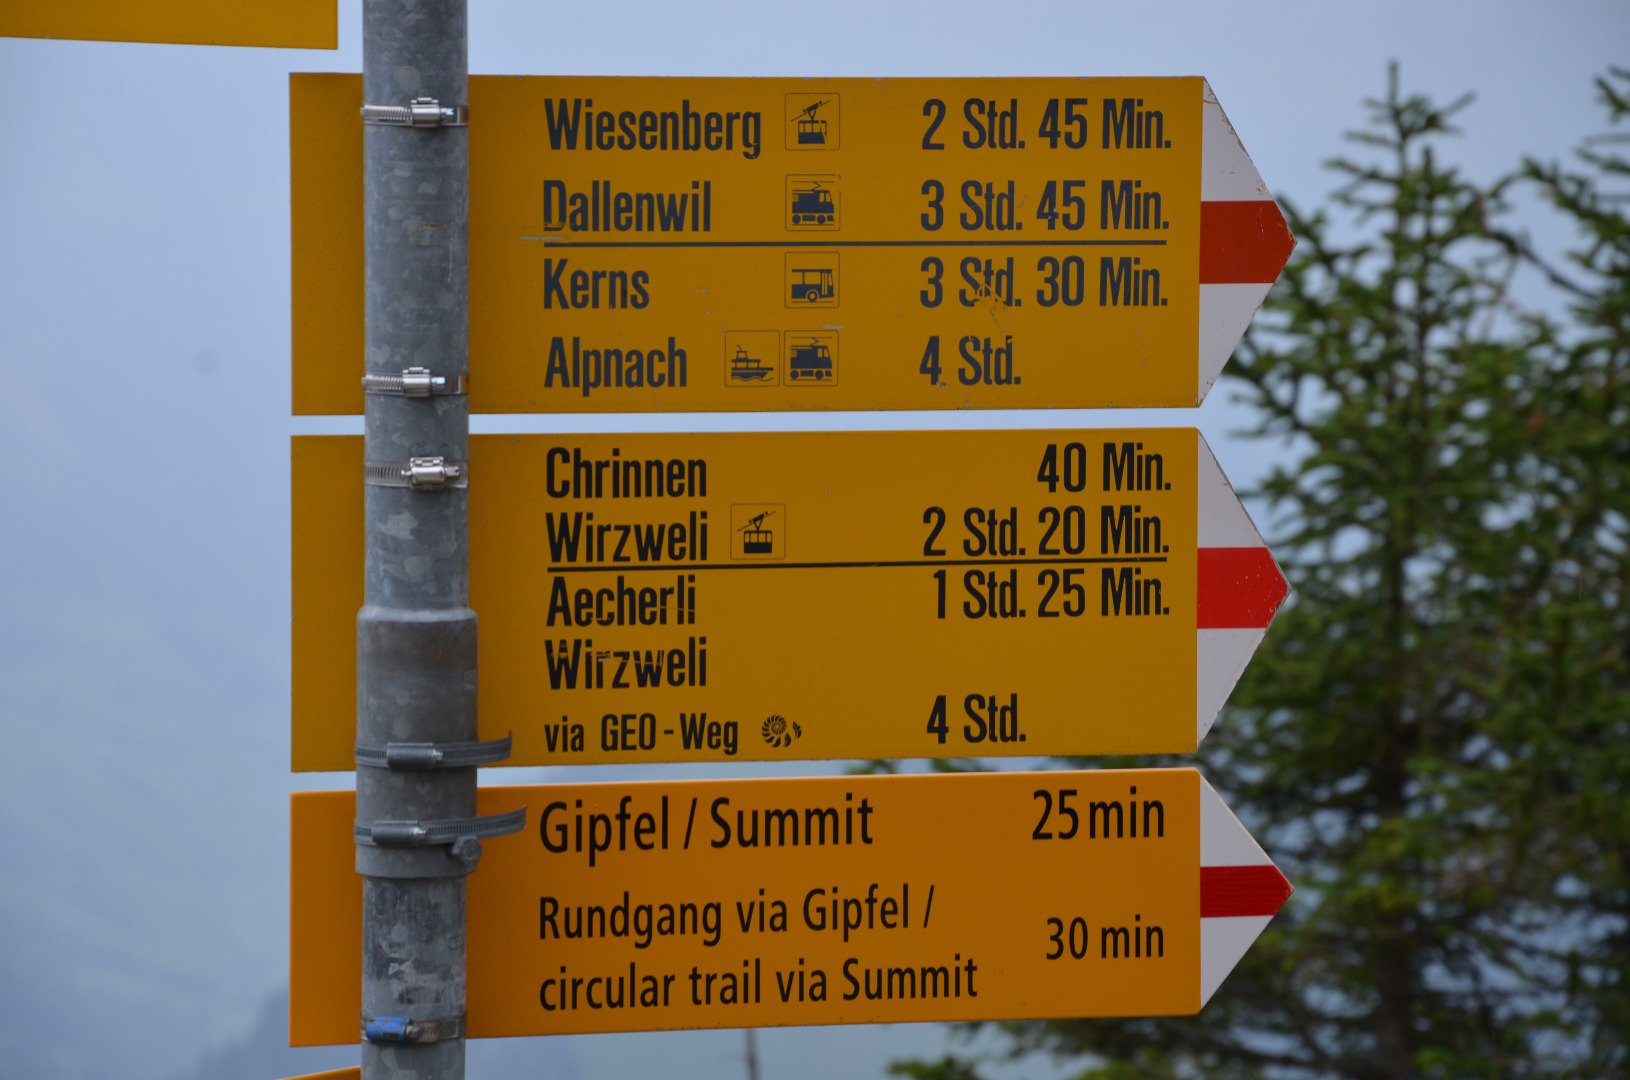 Wiesenberg 2 Std. 45 Min.
Dallenwil 3 Std. 45 Min.
Kerns 3 Std. 30 Min.
Alpnach 4 Std.
Chrinnen 40 Min.
Wirzweli 2 Std. 20 Min.
Aecherli 1 Std. 25 Min.
Wirzweli
via GEO-Weg 4 Std.
Gipfel / Summit 25 min
Rundgang via Gipfel /
circular trail via Summit 30 min